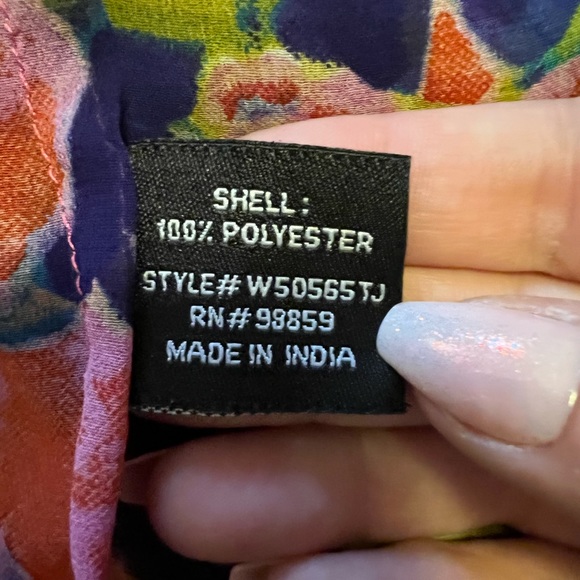 SHELL:
100% POLYESTER
STYLE# W50565TJ
RN# 98859
MADE IN INDIA